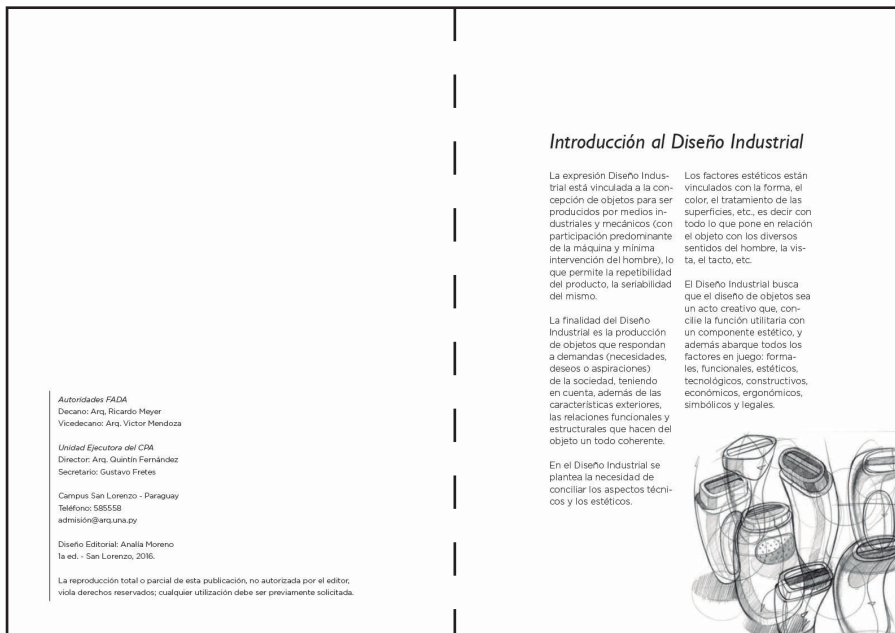 Autoridades FADA
Decano: Arq, Ricardo Meyer
Vicedecano: Arq. Victor Mendoza
Unidad Ejecutora del CPA
Director: Arq. Quintín Fernández
Secretario: Gustavo Fretes
Campus San Lorenzo - Paraguay
Teléfono: 585558
admisión@arq.una.py
Diseño Editorial: Analía Moreno
1a ed. - San Lorenzo, 2016.
La reproducción total o parcial de esta publicación, no autorizada por el editor,
viola derechos reservados; cualquier utilización debe ser previamente solicitada.
Introducción al Diseño Industrial
La expresión Diseño Indus-
trial está vinculada a la con-
cepción de objetos para ser
producidos por medios in-
dustriales y mecánicos (con
participación predominante
de la máquina y mínima
intervención del hombre), lo
que permite la repetibilidad
del producto, la seriabilidad
del mismo.
La finalidad del Diseño
Industrial es la producción
de objetos que respondan
a demandas (necesidades,
deseos o aspiraciones)
de la sociedad, teniendo
en cuenta, además de las
características exteriores,
las relaciones funcionales y
estructurales que hacen del
objeto un todo coherente.
En el Diseño Industrial se
plantea la necesidad de
conciliar los aspectos técni-
cos y los estéticos.
Los factores estéticos están
vinculados con la forma, el
color, el tratamiento de las
superficies, etc., es decir con
todo lo que pone en relación
el objeto con los diversos
sentidos del hombre, la vis-
ta, el tacto, etc.
El Diseño Industrial busca
que el diseño de objetos sea
un acto creativo que, con-
cilie la función utilitaria con
un componente estético, y
además abarque todos los
factores en juego: forma-
les, funcionales, estéticos,
tecnológicos, constructivos,
económicos, ergonómicos,
simbólicos y legales.